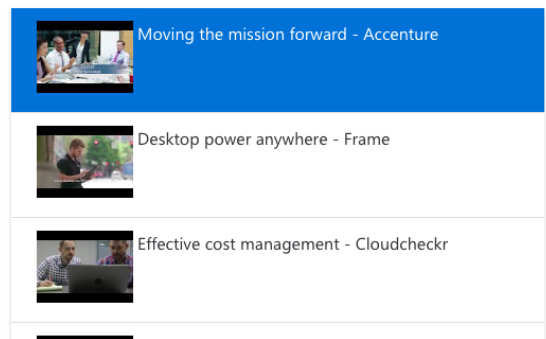 Moving the mission forward - Accenture
Desktop power anywhere - Frame
Effective cost management - Cloudcheckr